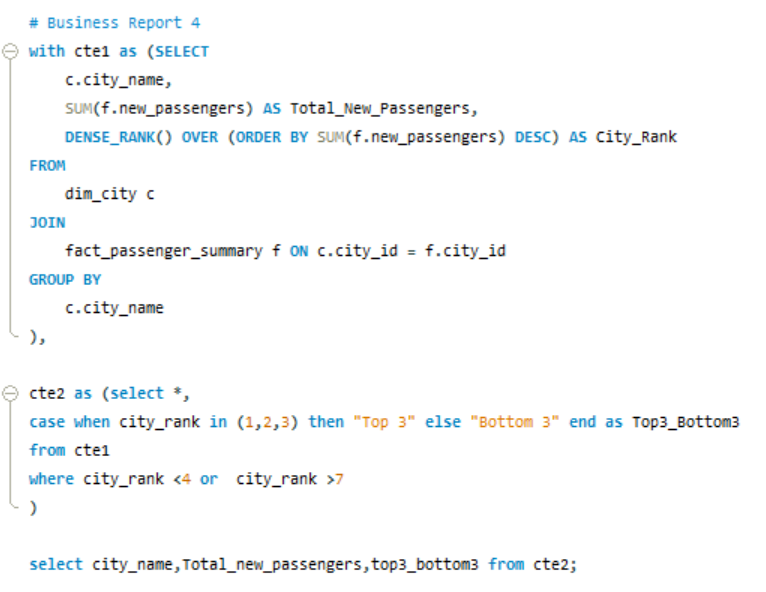 # Business Report 4
with cte1 as (SELECT
c.city_name,
SUM(f.new_passengers) AS Total_New_Passengers,
DENSE_RANK() OVER (ORDER BY SUM(f.new_passengers) DESC) AS City_Rank
FROM
dim_city c
JOIN
fact_passenger_summary f ON c.city_id = f.city_id
GROUP BY
c.city_name
),
cte2 as (select *,
case when city_rank in (1,2,3) then "Top 3" else "Bottom 3" end as Top3_Bottom3
from cte1
where city_rank <4 or  city_rank >7
)
select city_name,Total_new_passengers,top3_bottom3 from cte2;